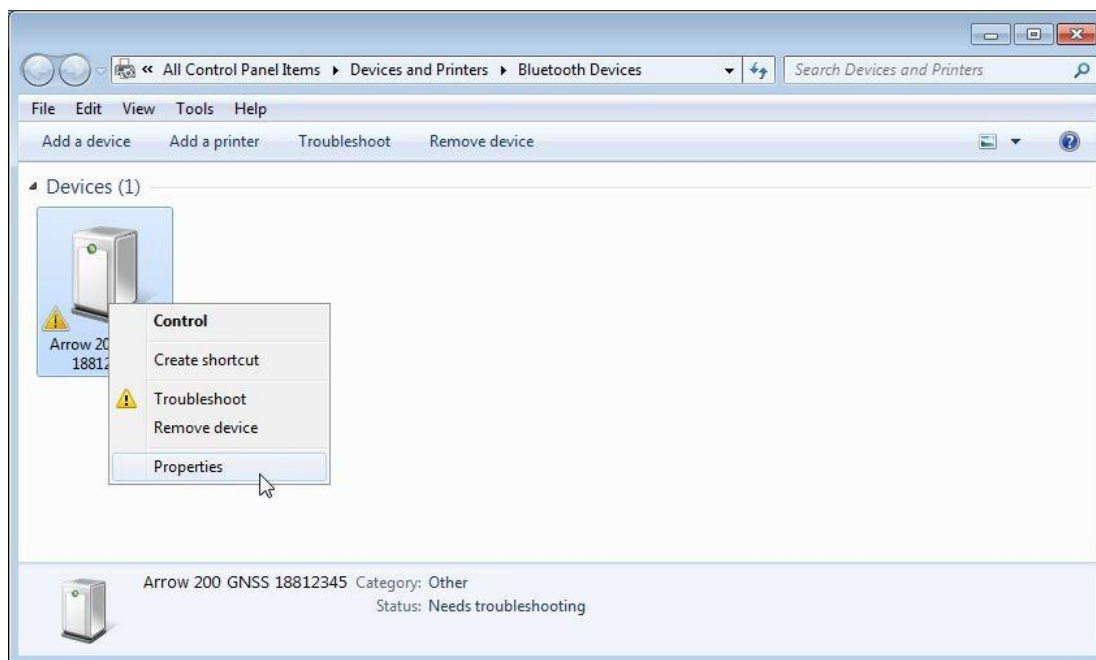 « All Control Panel Items ▸ Devices and Printers ▸ Bluetooth Devices Search Devices and Printers
File Edit View Tools Help
Add a device Add a printer Troubleshoot Remove device
Devices (1)
Arrow 20
1881
Control
Create shortcut
Troubleshoot
Remove device
Properties
Arrow 200 GNSS 18812345 Category: Other
Status: Needs troubleshooting